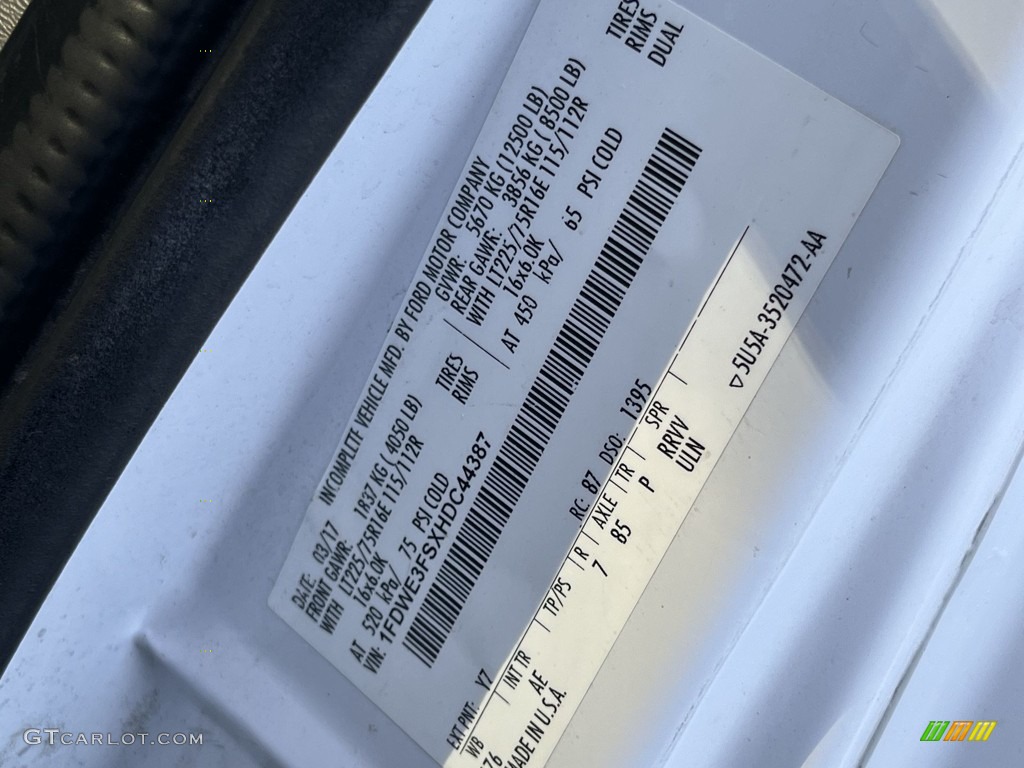 INCOMPLETE VEHICLE MFD. BY FORD MOTOR COMPANY
DATE: 03/17 GVWR: 5670 KG (12500 LB)
FRONT GAWR: 1837 KG (4050 LB) REAR GAWR: 3856 KG (8500 LB)
WITH LT225/75R16E 115/112R TIRES WITH LT225/75R16E 115/112R TIRES
16x6.0K RIMS 16x6.0K RIMS
AT 520 kPa/ 75 PSI COLD AT 450 kPa/ 65 PSI COLD DUAL
VIN: 1FDWE3FSXHDC44387
EXT PNT: YZ RC: 87 DSO: 1395
WB INT TR TP/PS R AXLE TR SPR
AE 7 85 P RRVV
MADE IN U.S.A. ULN
▽5U5A-3520472-AA
GTCARLOT.COM